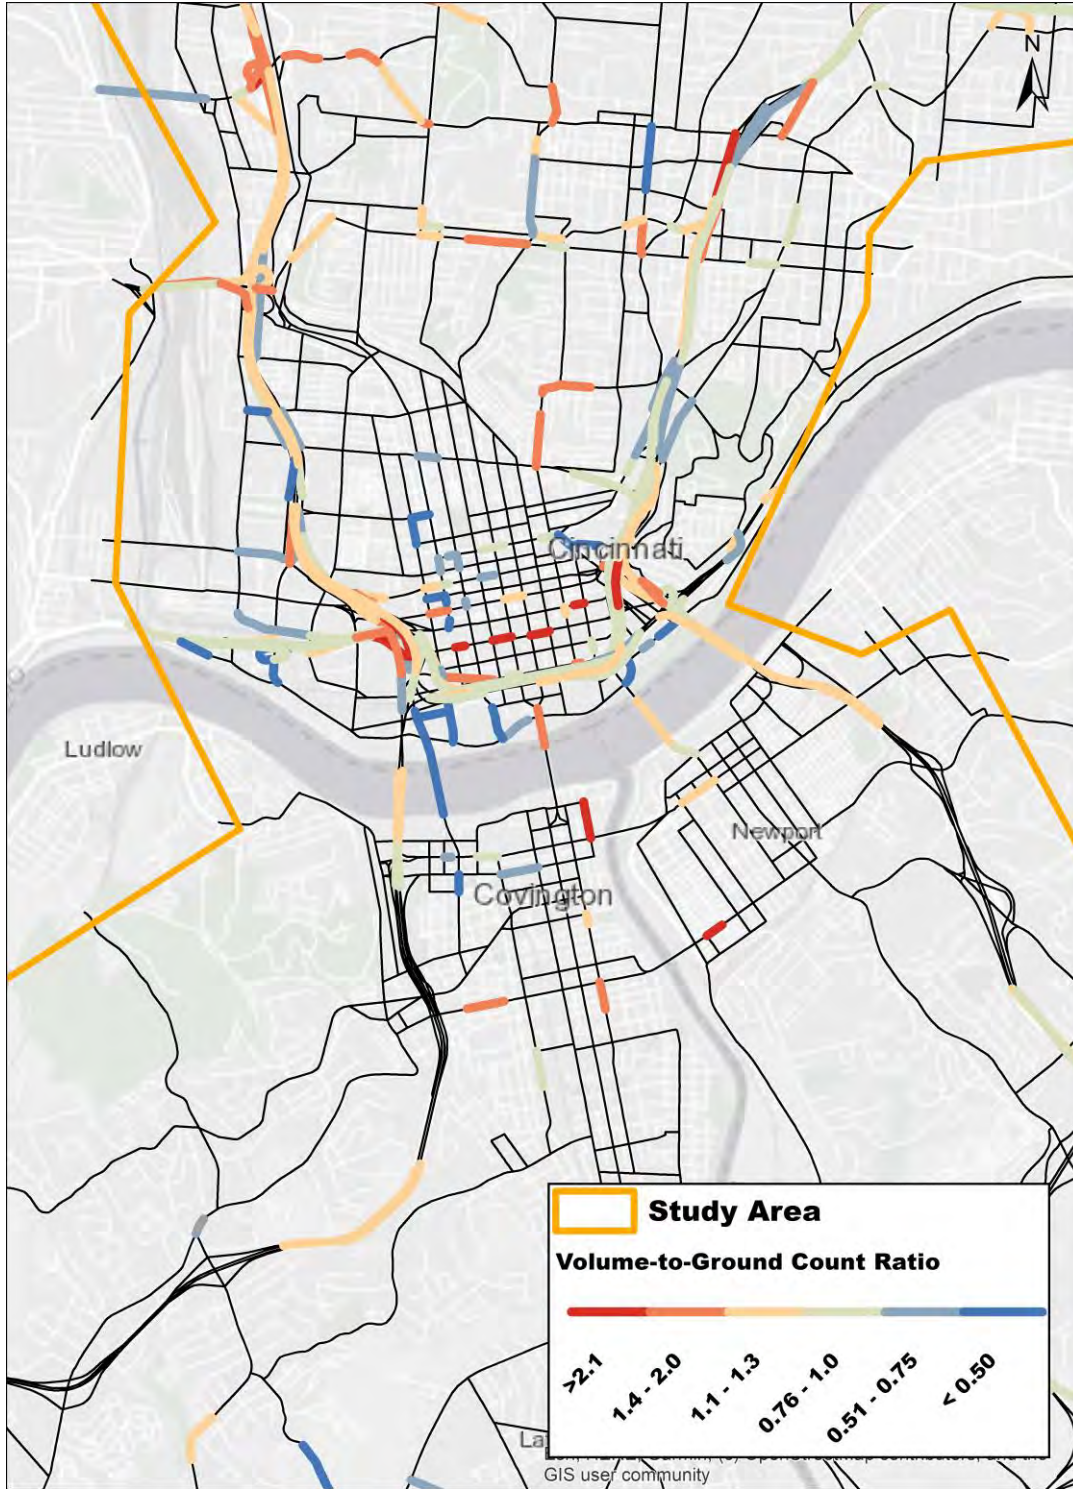 N
Cincinnati
Ludlow
Newport
Covington
Study Area
Volume-to-Ground Count Ratio
>2.1
1.4 - 2.0
1.1 - 1.3
0.76 - 1.0
0.51 - 0.75
< 0.50
La
GIS user community